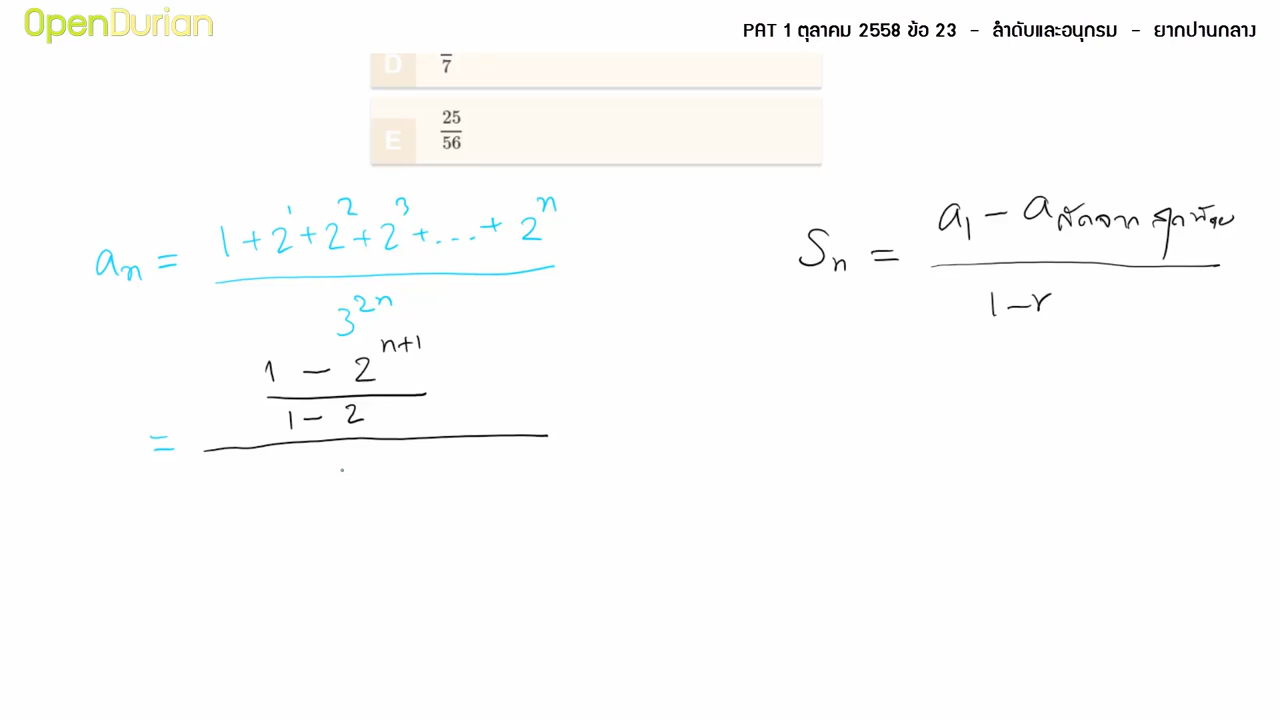 OpenDurian
PAT 1 ตุลาคม 2558 ข้อ 23 - ลำดับและอนุกรม - ยากปานกลาง
D 7
E 25/56
aₙ = (1 + 2¹ + 2² + 2³ + ... + 2ⁿ) / 3²ⁿ
Sₙ = (a₁ - a ถัดจาก สุดท้าย) / (1 - r)
= ((1 - 2ⁿ⁺¹) / (1 - 2)) /